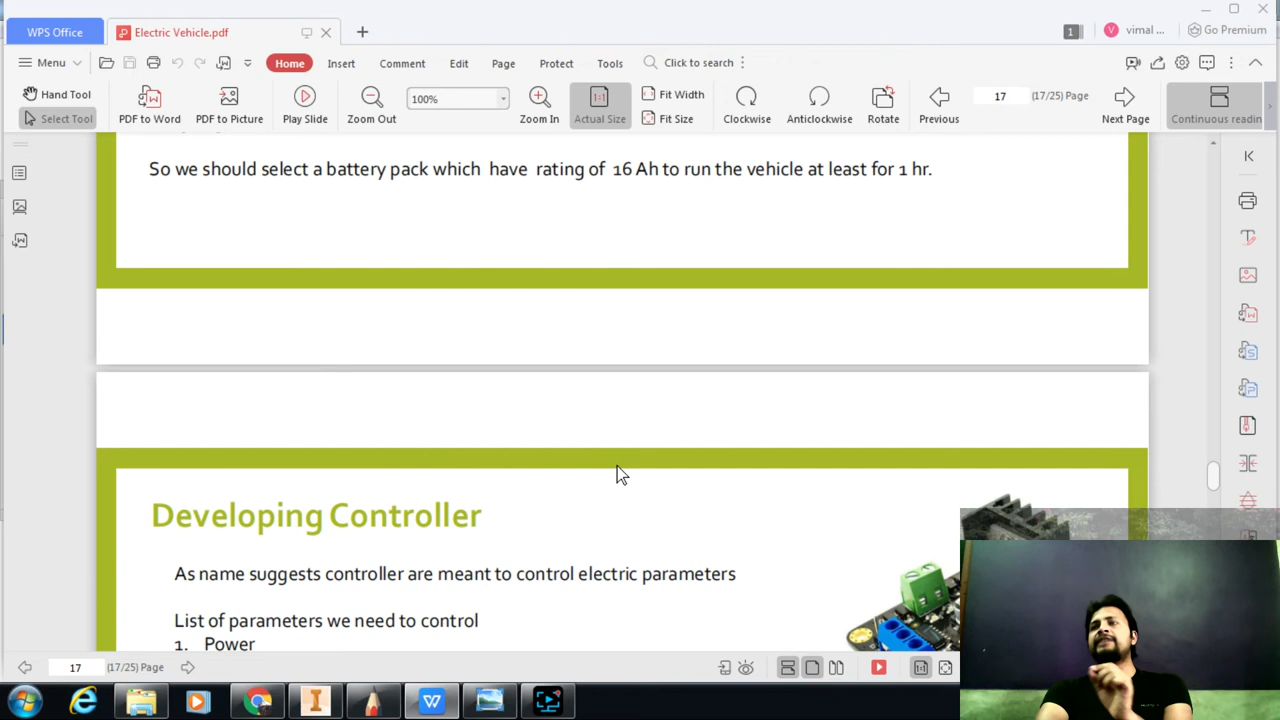 WPS Office
Electric Vehicle.pdf
1
V
vimal ...
Go Premium
Menu
Home
Insert
Comment
Edit
Page
Protect
Tools
Click to search
Hand Tool
Select Tool
PDF to Word
PDF to Picture
Play Slide
Zoom Out
100%
Zoom In
1:1
Actual Size
Fit Width
Fit Size
Clockwise
Anticlockwise
Rotate
Previous
17
(17/25) Page
Next Page
Continuous readin
So we should select a battery pack which have rating of 16 Ah to run the vehicle at least for 1 hr.
Developing Controller
As name suggests controller are meant to control electric parameters
List of parameters we need to control
1. Power
17
(17/25) Page